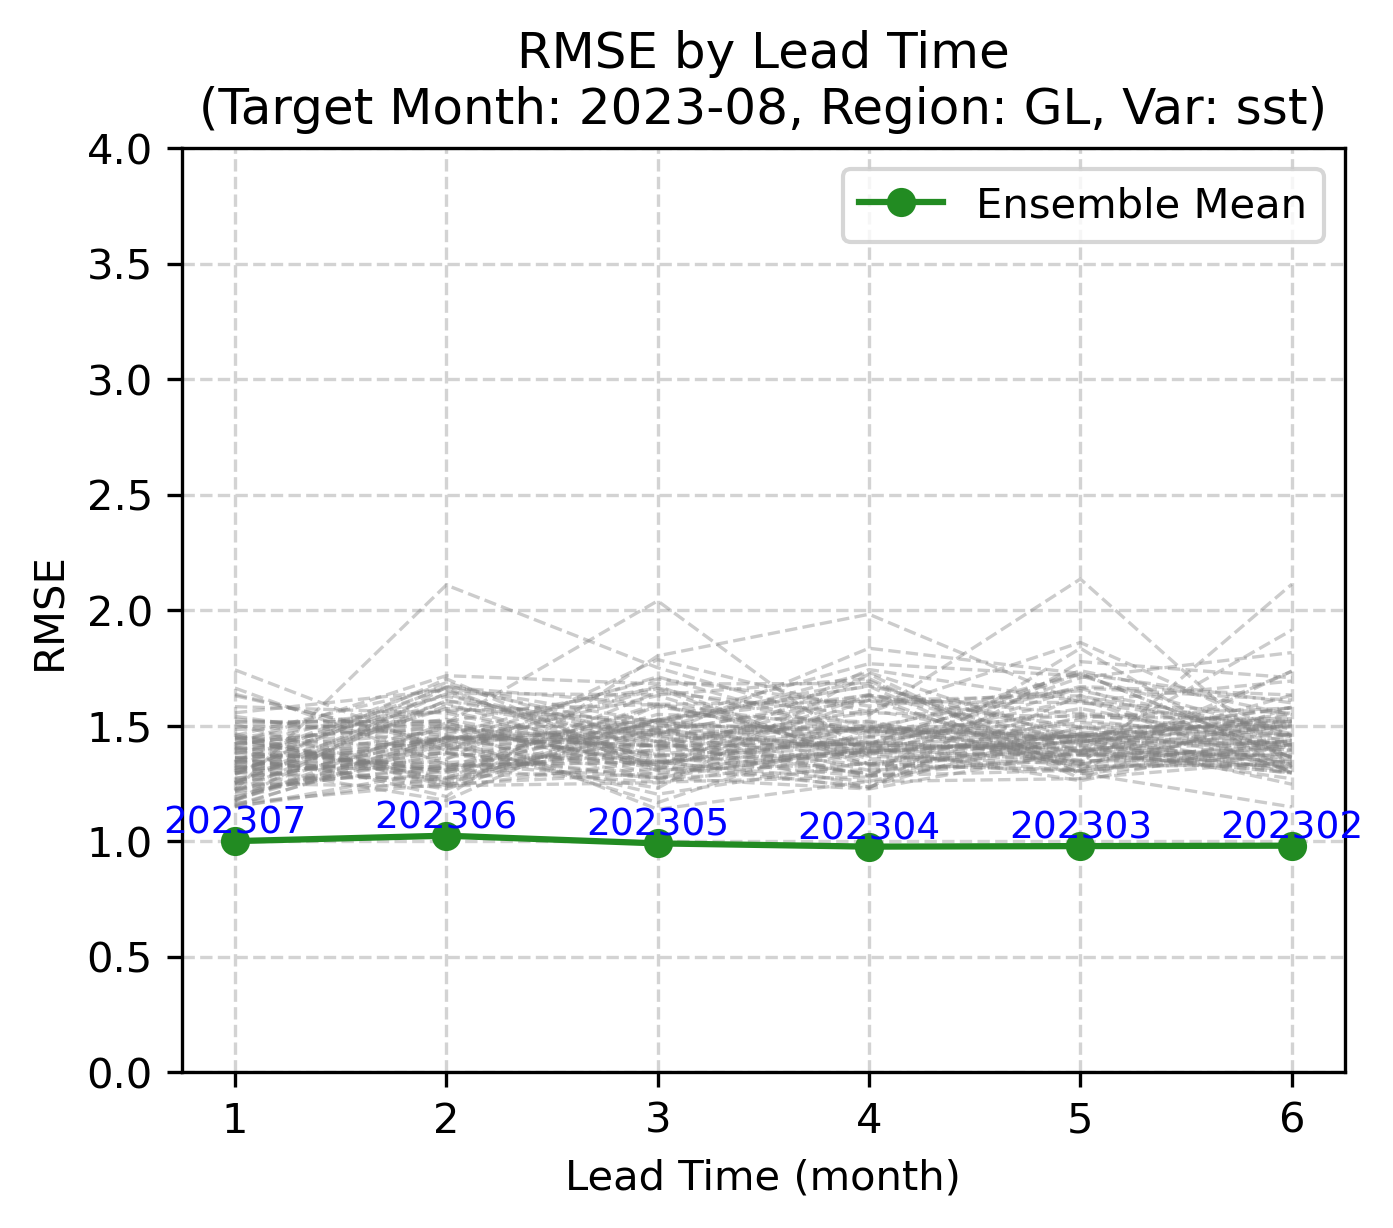 RMSE by Lead Time
(Target Month: 2023-08, Region: GL, Var: sst)
Ensemble Mean
RMSE
4.0
3.5
3.0
2.5
2.0
1.5
1.0
0.5
0.0
202307 202306 202305 202304 202303 202302
1 2 3 4 5 6
Lead Time (month)